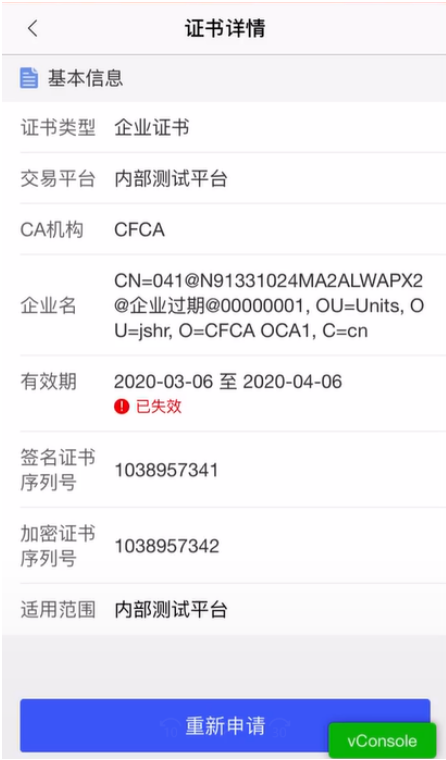 证书详情
基本信息
证书类型 企业证书
交易平台 内部测试平台
CA机构 CFCA
企业名 CN=041@N91331024MA2ALWAPX2
@企业过期@00000001, OU=Units, O
U=jshr, O=CFCA OCA1, C=cn
有效期 2020-03-06 至 2020-04-06
已失效
签名证书
序列号 1038957341
加密证书
序列号 1038957342
适用范围 内部测试平台
重新申请
vConsole